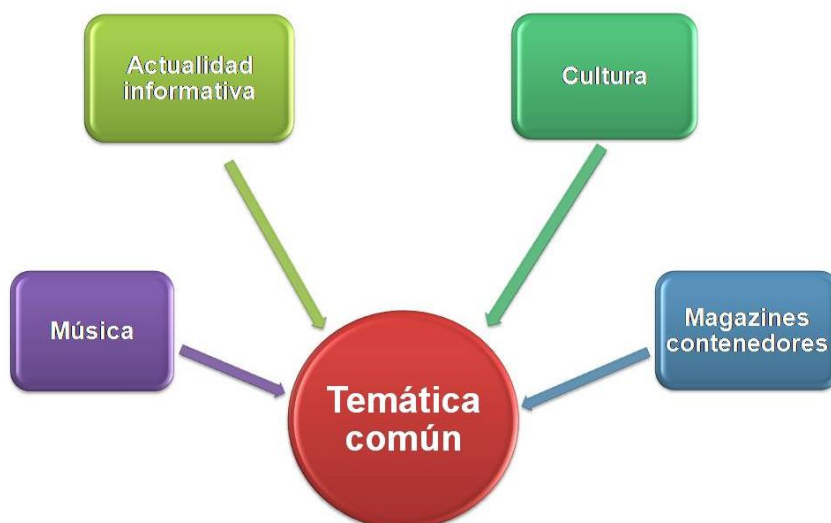 Actualidad
informativa
Cultura
Música
Magazines
contenedores
Temática
común